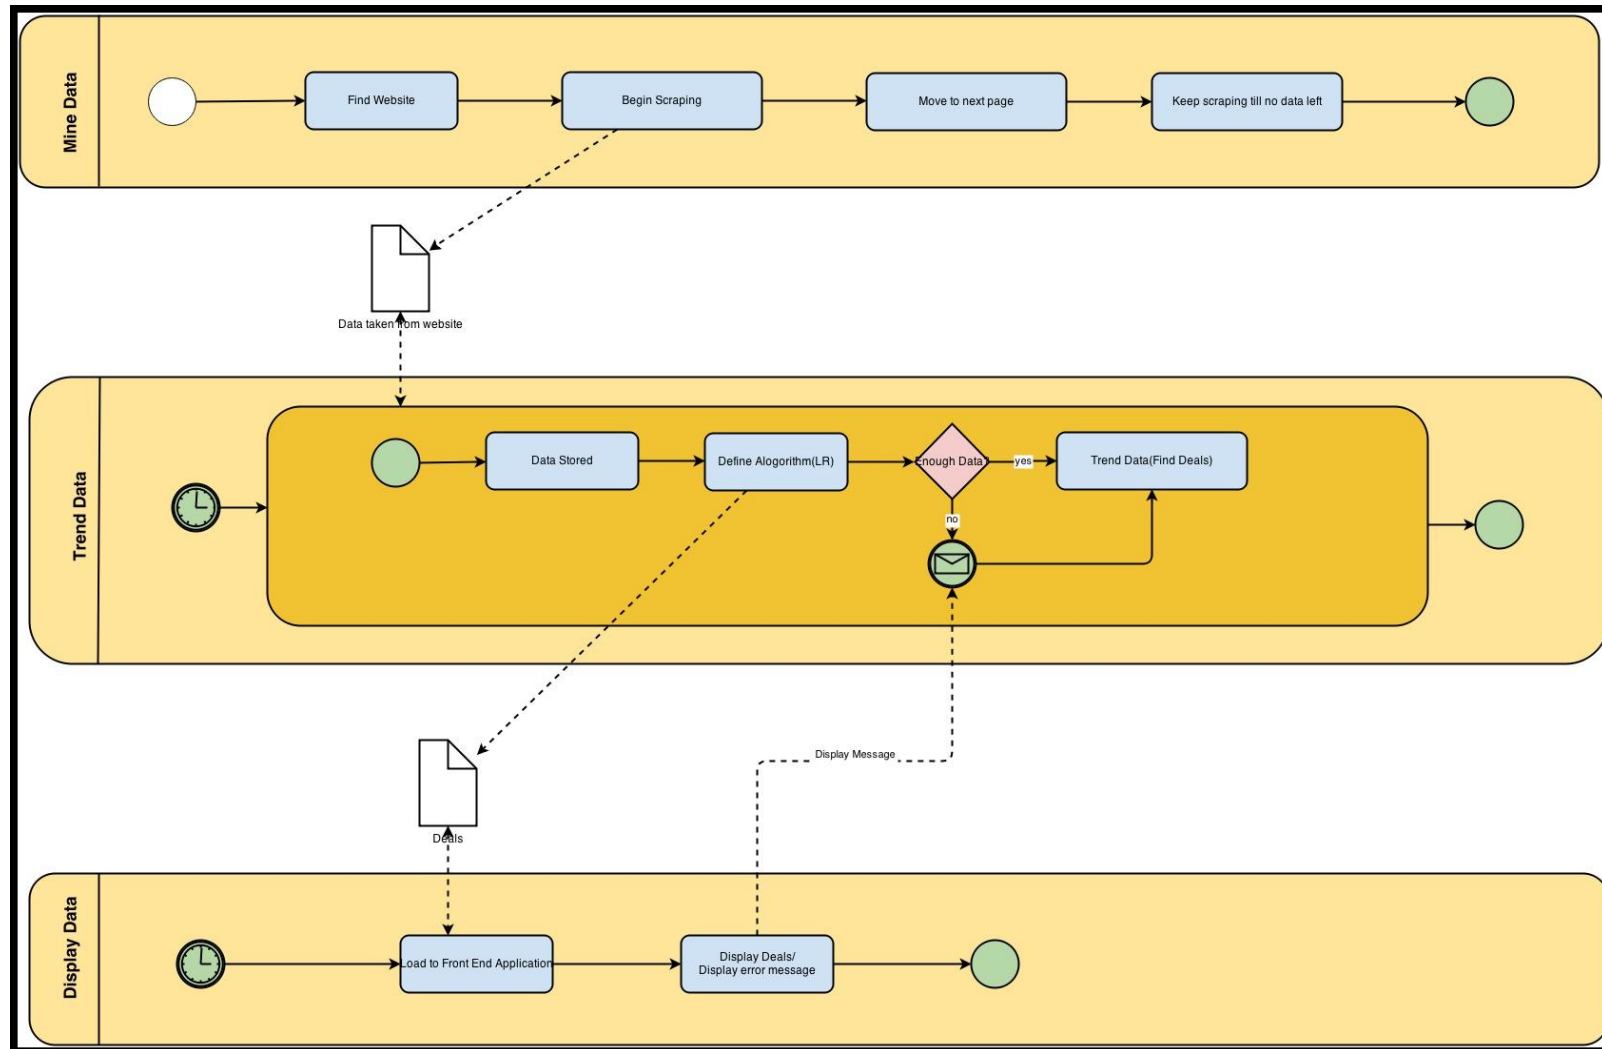 Mine Data
Find Website
Begin Scraping
Move to next page
Keep scraping till no data left
Data taken from website
Trend Data
Data Stored
Define Alogorithm(LR)
Enough Data?
yes
Trend Data(Find Deals)
no
Display Message
Deals
Display Data
Load to Front End Application
Display Deals/
Display error message